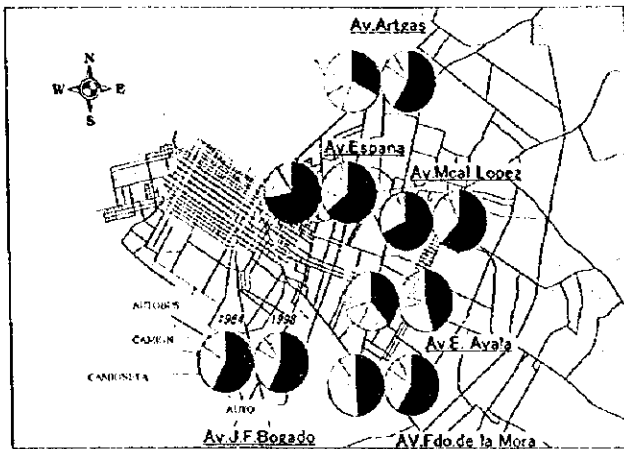 Av.Artgas
N
W E
S
Av.Espana
Av.Mcal Lopez
AUTOBUS
1984 1998
CAMION
CAMIONETA
Av.E. Ayala
AUTO
Av.J.F.Bogado
AV.Fdo.de la Mora